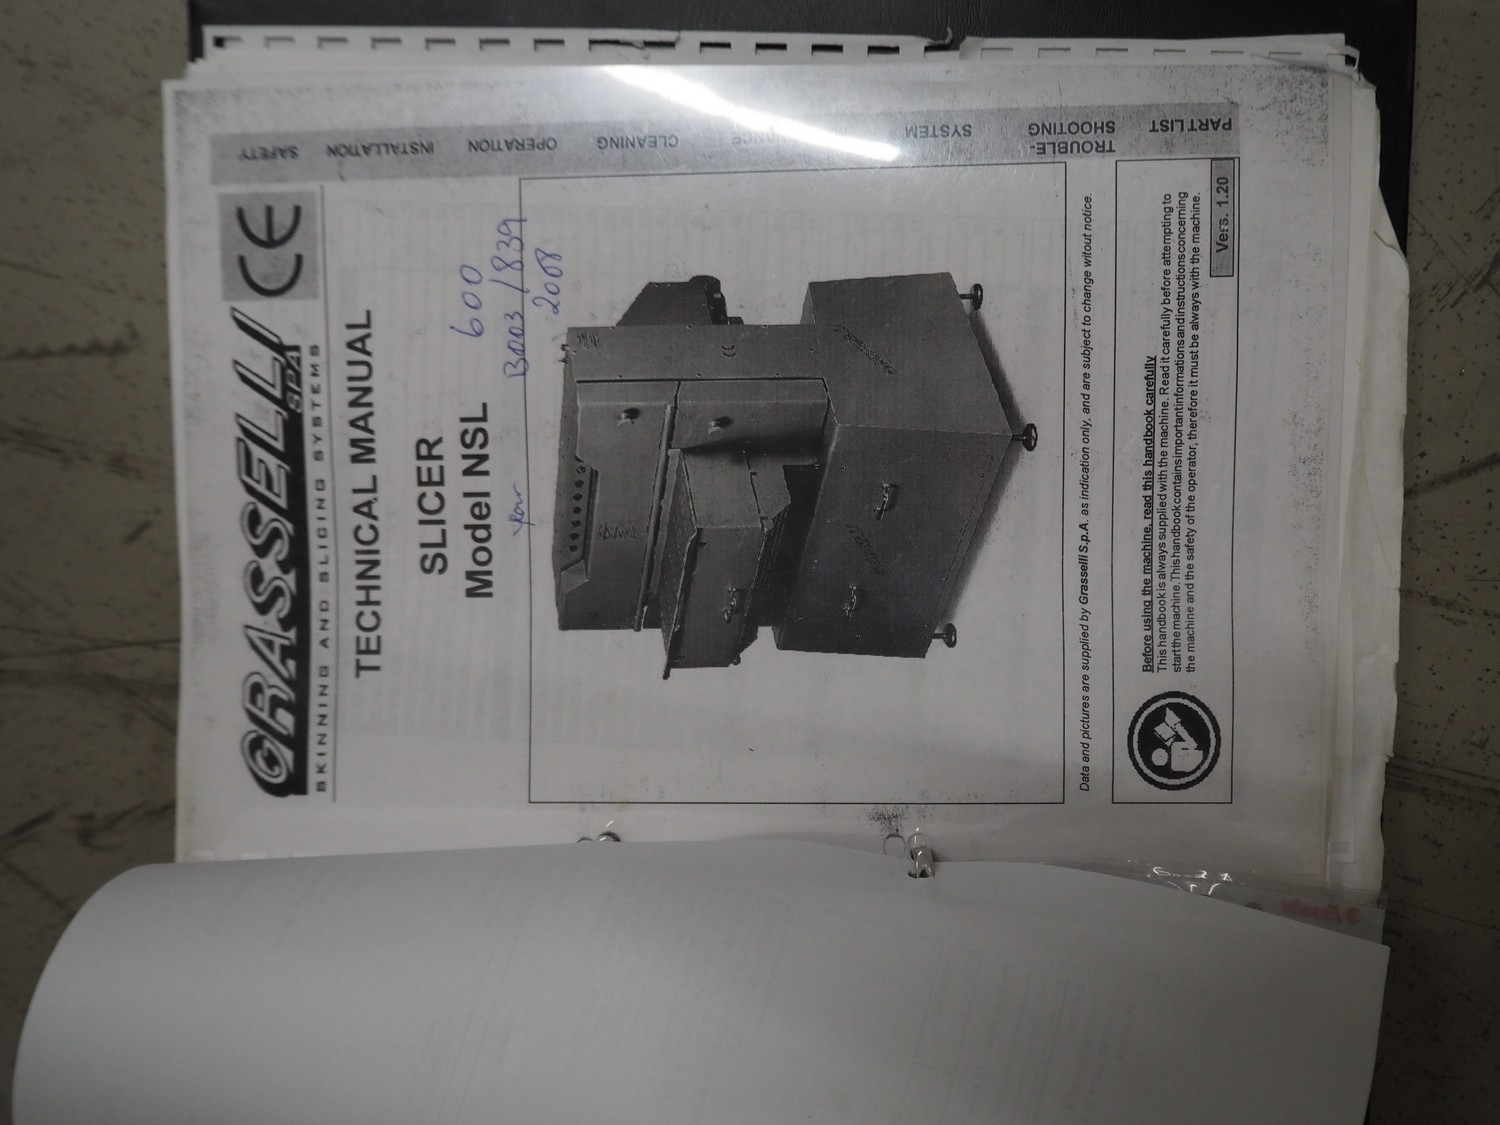 GRASSELLI
SPA
SKINNING AND SLICING SYSTEMS
CE
TECHNICAL MANUAL
SLICER
Model NSL 600
2008
SAFETY
INSTALLATION
OPERATION
CLEANING
SYSTEM
TROUBLE-
SHOOTING
PART LIST
Data and pictures are supplied by Grasselli S.p.A. as indication only, and are subject to change witout notice.
Before using the machine, read this handbook carefully
This handbook is always supplied with the machine. Read it carefully before attempting to
start the machine. This handbook contains important informations and instructions concerning
the machine and the safety of the operator, therefore it must be always with the machine.
Vers. 1.20